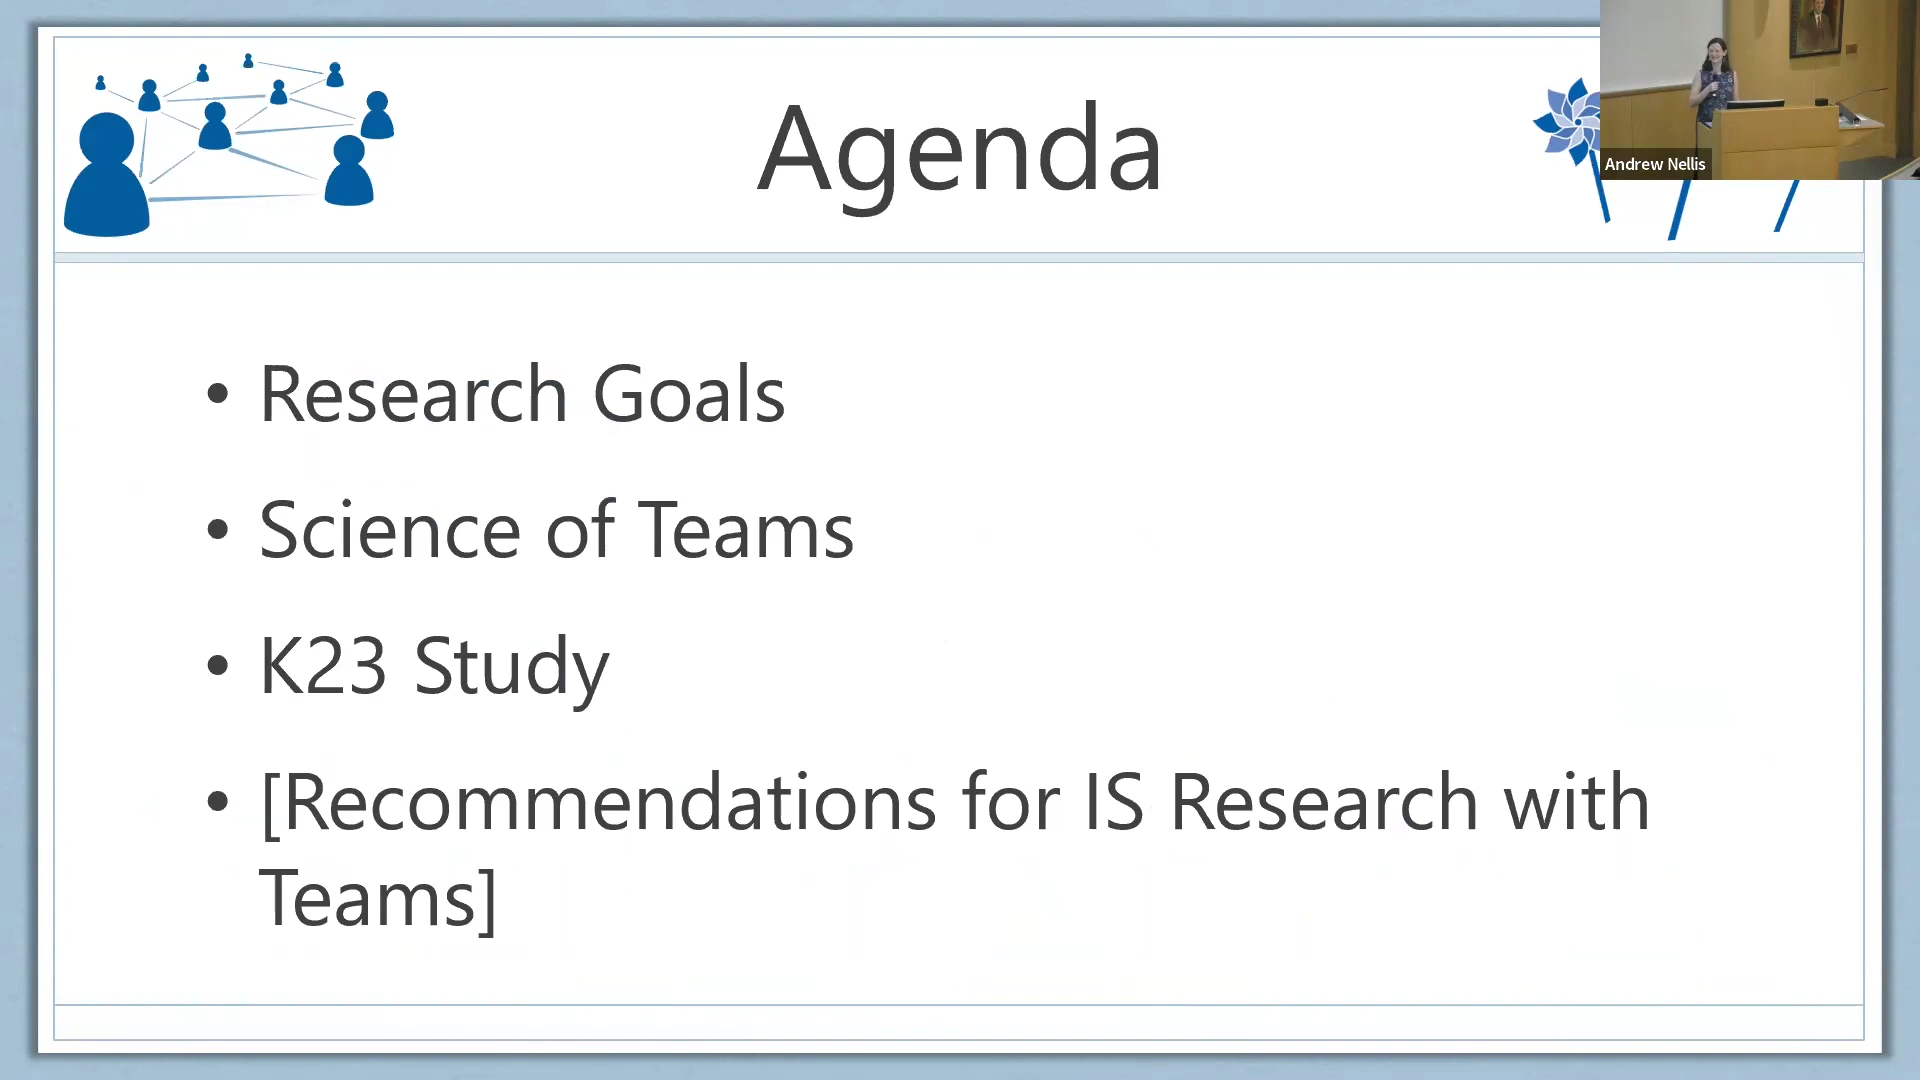 Agenda
Andrew Nellis
• Research Goals
• Science of Teams
• K23 Study
• [Recommendations for IS Research with
Teams]